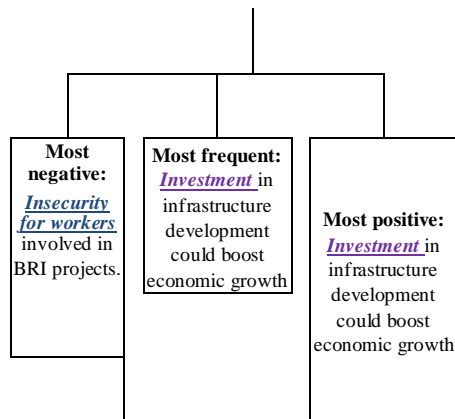 Most
negative:
Insecurity
for workers
involved in
BRI projects.
Most frequent:
Investment in
infrastructure
development
could boost
economic growth
Most positive:
Investment in
infrastructure
development
could boost
economic growth